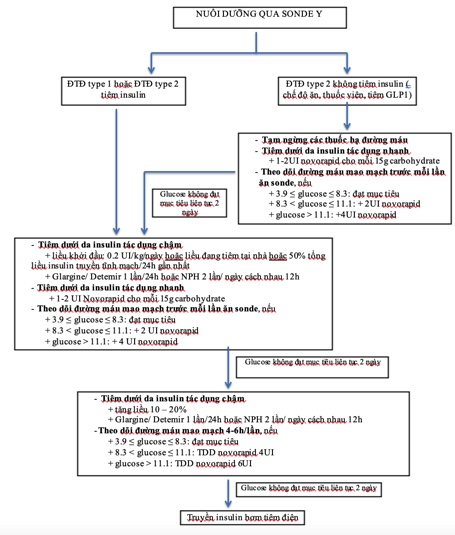 NUÔI DƯỠNG QUA SONDE Y
ĐTĐ type 1 hoặc ĐTĐ type 2
tiêm insulin
ĐTĐ type 2 không tiêm insulin (
chế độ ăn, thuốc viên, tiêm GLP1)
- Tạm ngừng các thuốc hạ đường máu
- Tiêm dưới da insulin tác dụng nhanh
+ 1-2UI novorapid cho mỗi 15g carbohydrate
- Theo dõi đường máu mao mạch trước mỗi lần
ăn sonde, nếu
+ 3.9 ≤ glucose ≤ 8.3: đạt mục tiêu
+ 8.3 < glucose ≤ 11.1: + 2UI novorapid
+ glucose > 11.1: +4UI novorapid
Glucose không đạt
mục tiêu liên tục 2
ngày
- Tiêm dưới da insulin tác dụng chậm
+ liều khởi đầu: 0.2 UI/kg/ngày hoặc liều đang tiêm tại nhà hoặc 50% tổng
liều insulin truyền tĩnh mạch/24h gần nhất
+ Glargine/ Detemir 1 lần/24h hoặc NPH 2 lần/ ngày cách nhau 12h
- Tiêm dưới da insulin tác dụng nhanh
+ 1-2 UI Novorapid cho mỗi 15g carbohydrate
- Theo dõi đường máu mao mạch trước mỗi lần ăn sonde, nếu
+ 3.9 ≤ glucose ≤ 8.3: đạt mục tiêu
+ 8.3 < glucose ≤ 11.1: + 2 UI novorapid
+ glucose > 11.1: + 4 UI novorapid
Glucose không đạt mục tiêu liên tục 2 ngày
- Tiêm dưới da insulin tác dụng chậm
+ tăng liều 10 – 20%
+ Glargine/ Detemir 1 lần/24h hoặc NPH 2 lần/ ngày cách nhau 12h
-Theo dõi đường máu mao mạch 4-6h/lần, nếu
+ 3.9 ≤ glucose ≤ 8.3: đạt mục tiêu
+ 8.3 < glucose ≤ 11.1: TDD novorapid 4UI
+ glucose > 11.1: TDD novorapid 6UI
Glucose không đạt mục tiêu liên tục 2 ngày
Truyền insulin bơm tiêm điện